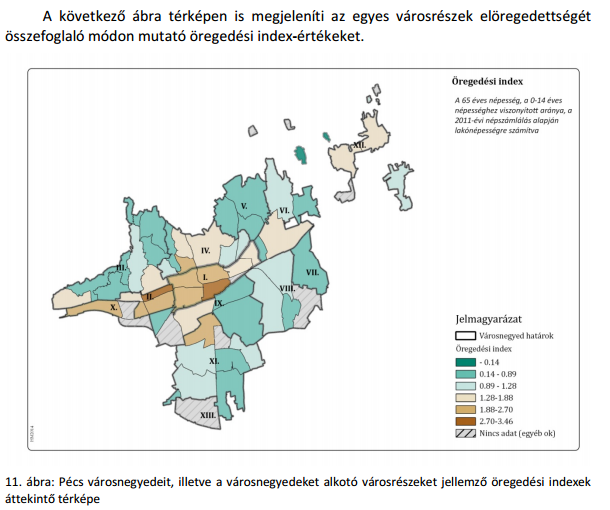 A következő ábra térképen is megjeleníti az egyes városrészek elöregedettségét
összefoglaló módon mutató öregedési index-értékeket.
Öregedési index
A 65 éves népesség, a 0-14 éves
népességhez viszonyitott aránya, a
2011-évi népszámlálás alapján
lakónépességre számítva
XII.
V.
VI.
IV.
III.
I.
VII.
II.
VIII.
X.
IX.
XI.
XIII.
Jelmagyarázat
Városnegyed határok
Öregedési index
- 0.14
0.14 - 0.89
0.89 - 1.28
1.28-1.88
1.88-2.70
2.70-3.46
Nincs adat (egyéb ok)
11. ábra: Pécs városnegyedeit, illetve a városnegyedeket alkotó városrészeket jellemző öregedési indexek
áttekintő térképe